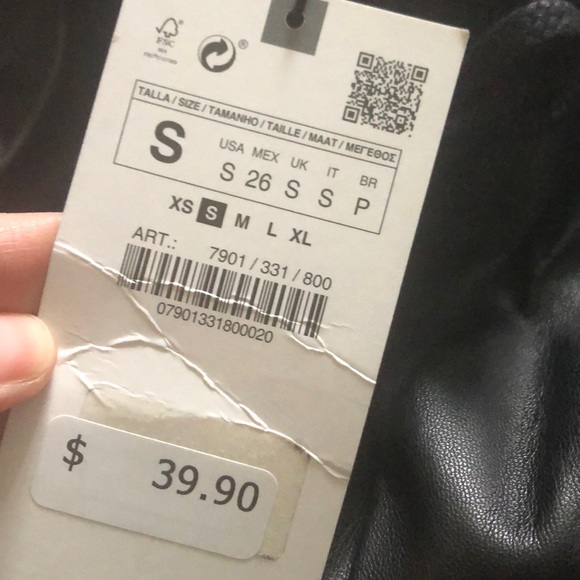 FSC
®
TALLA / SIZE / TAMANHO / TAILLE / MAAT / ΜΕΓΕΘΟΣ
S
USA MEX UK IT BR
S 26 S S P
XS S M L XL
ART.: 7901 / 331 / 800
07901331800020
$ 39.90